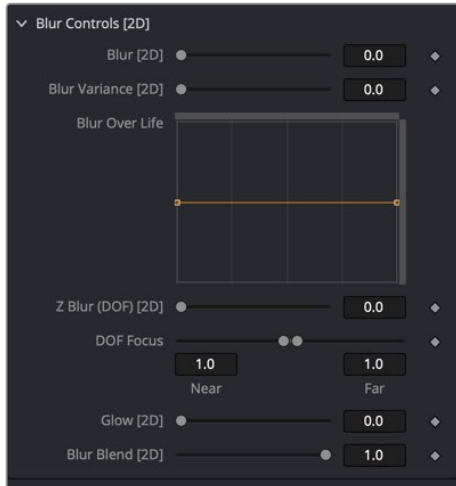 Blur Controls [2D]
Blur [2D] 0.0
Blur Variance [2D] 0.0
Blur Over Life
Z Blur (DOF) [2D] 0.0
DOF Focus
1.0 1.0
Near Far
Glow [2D] 0.0
Blur Blend [2D] 1.0